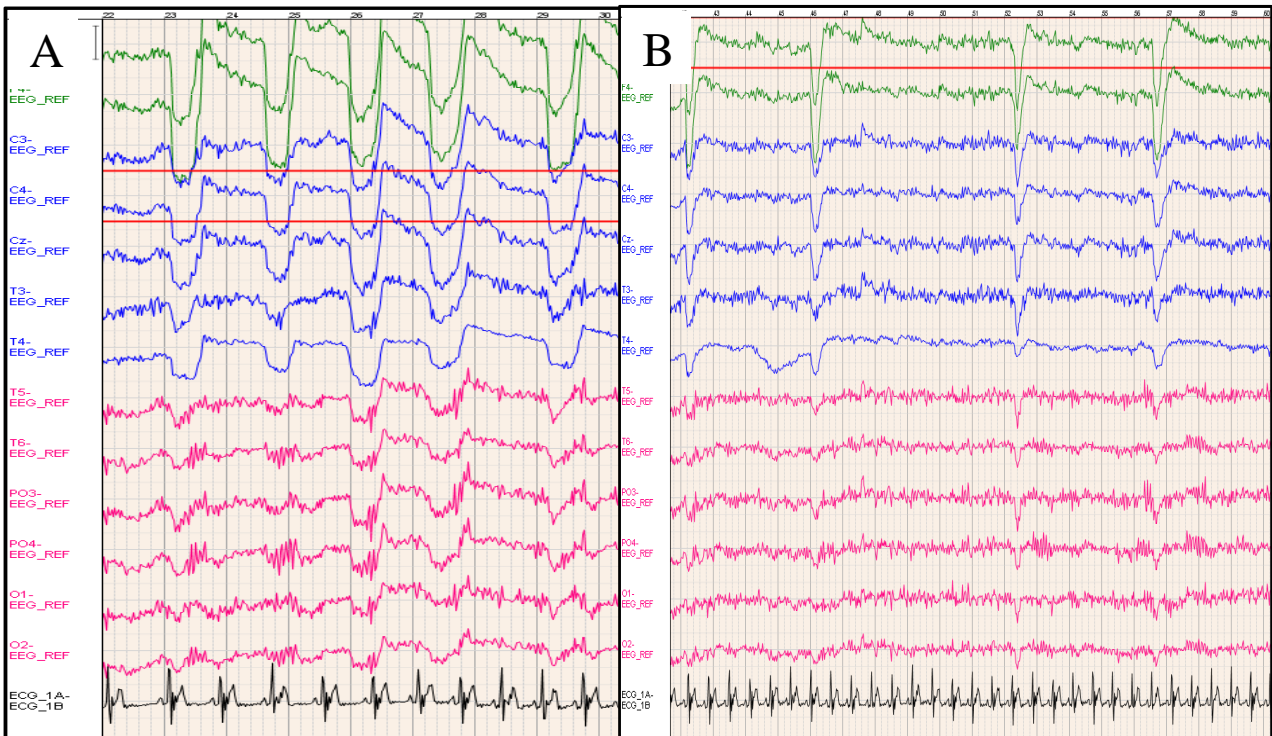 22 23 24 25 26 27 28 29 30
A
EEG_REF
C3-
EEG_REF
C4-
EEG_REF
Cz-
EEG_REF
T3-
EEG_REF
T4-
EEG_REF
T5-
EEG_REF
T6-
EEG_REF
PO3-
EEG_REF
PO4-
EEG_REF
O1-
EEG_REF
O2-
EEG_REF
ECG_1A-
ECG_1B
43 44 45 46 47 48 49 50 51 52 53 54 55 56 57 58 59 60
B
F4-
EEG_REF
C3-
EEG_REF
C4-
EEG_REF
Cz-
EEG_REF
T3-
EEG_REF
T4-
EEG_REF
T5-
EEG_REF
T6-
EEG_REF
PO3-
EEG_REF
PO4-
EEG_REF
O1-
EEG_REF
O2-
EEG_REF
ECG_1A-
ECG_1B